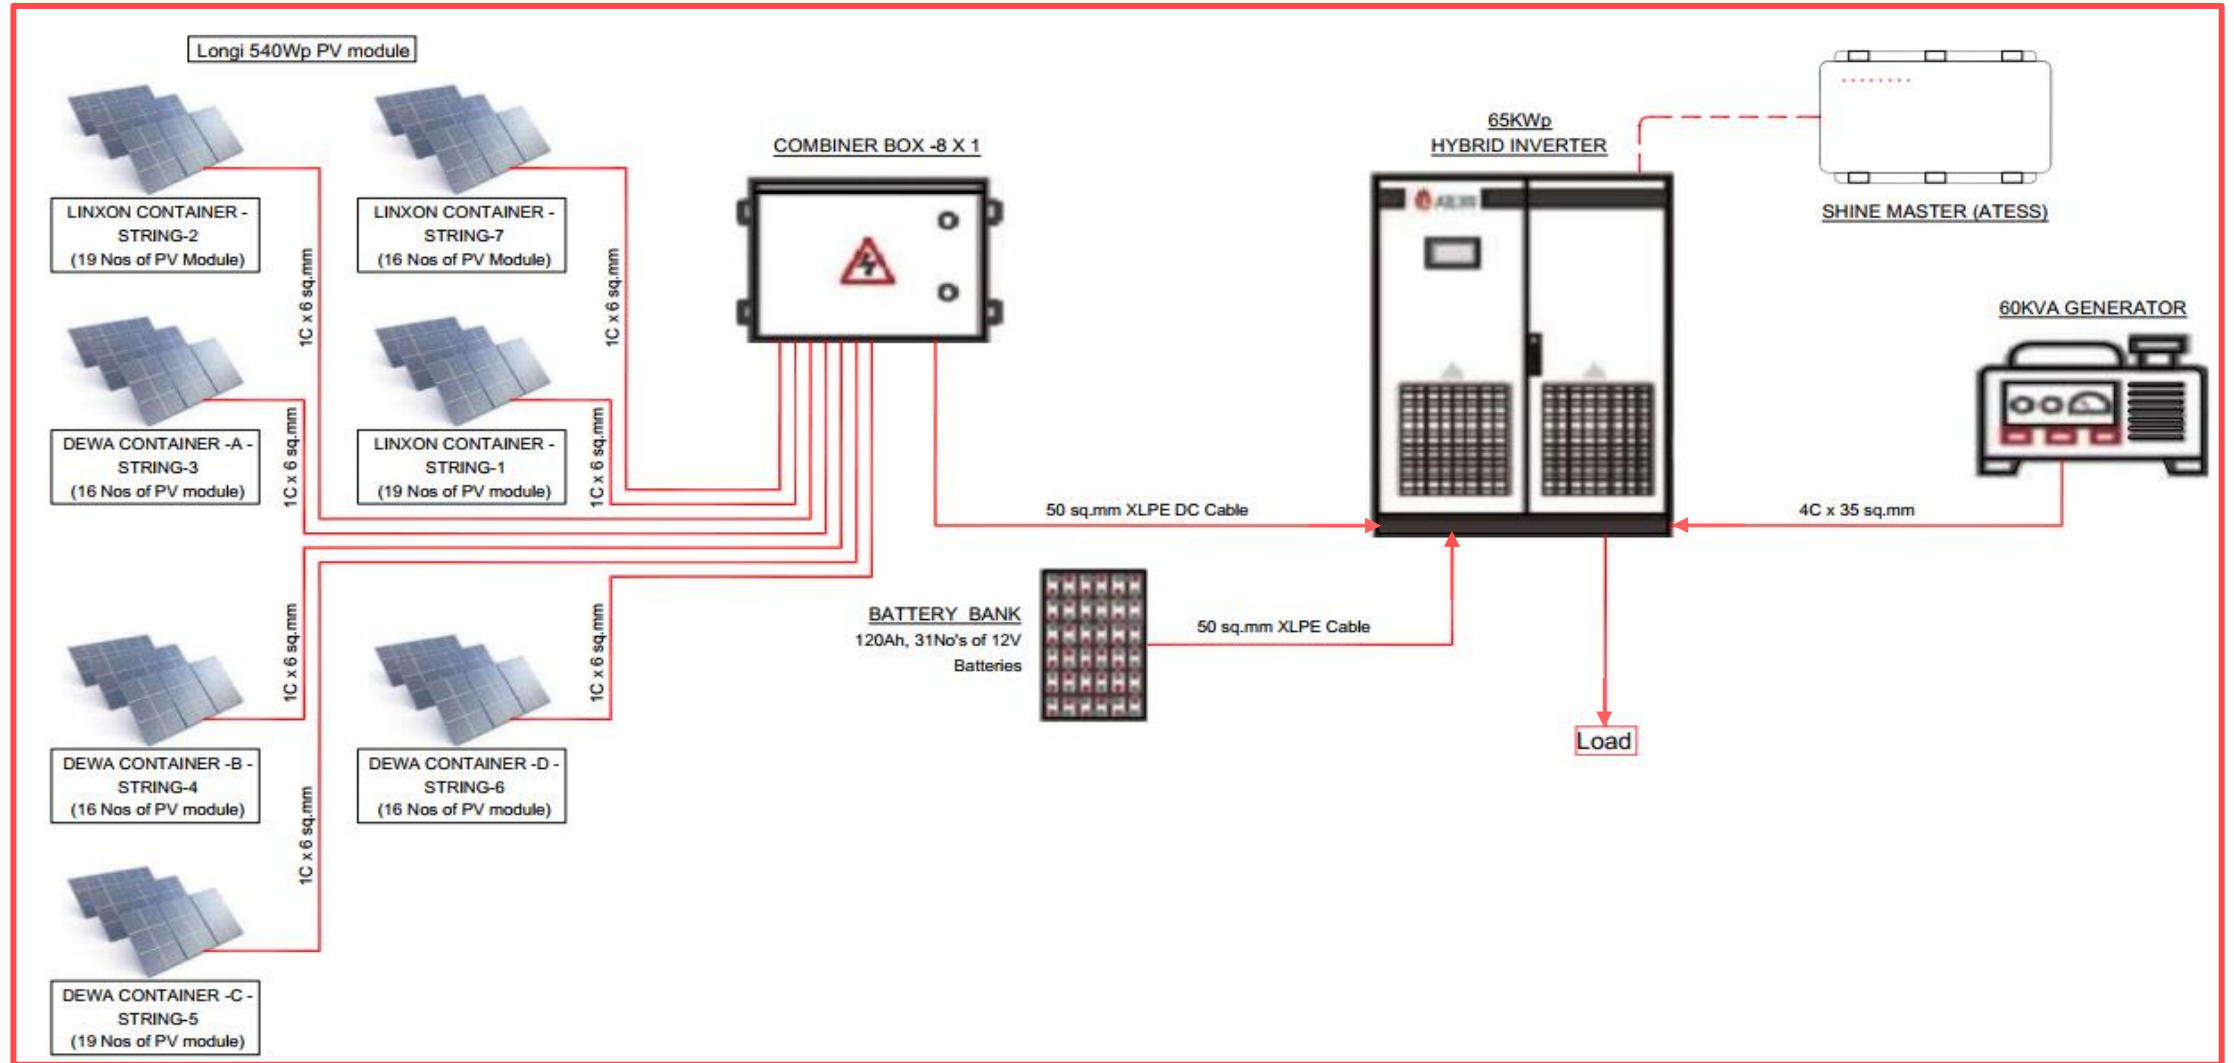 Longi 540Wp PV module
LINXON CONTAINER -
STRING-2
(19 Nos of PV Module)
1C x 6 sq.mm
LINXON CONTAINER -
STRING-7
(16 Nos of PV Module)
1C x 6 sq.mm
DEWA CONTAINER -A -
STRING-3
(16 Nos of PV module)
1C x 6 sq.mm
LINXON CONTAINER -
STRING-1
(19 Nos of PV module)
1C x 6 sq.mm
DEWA CONTAINER -B -
STRING-4
(16 Nos of PV module)
1C x 6 sq.mm
DEWA CONTAINER -D -
STRING-6
(16 Nos of PV module)
1C x 6 sq.mm
DEWA CONTAINER -C -
STRING-5
(19 Nos of PV module)
1C x 6 sq.mm
COMBINER BOX -8 X 1
50 sq.mm XLPE DC Cable
BATTERY BANK
120Ah, 31No's of 12V
Batteries
50 sq.mm XLPE Cable
65KWp
HYBRID INVERTER
Load
SHINE MASTER (ATESS)
60KVA GENERATOR
4C x 35 sq.mm